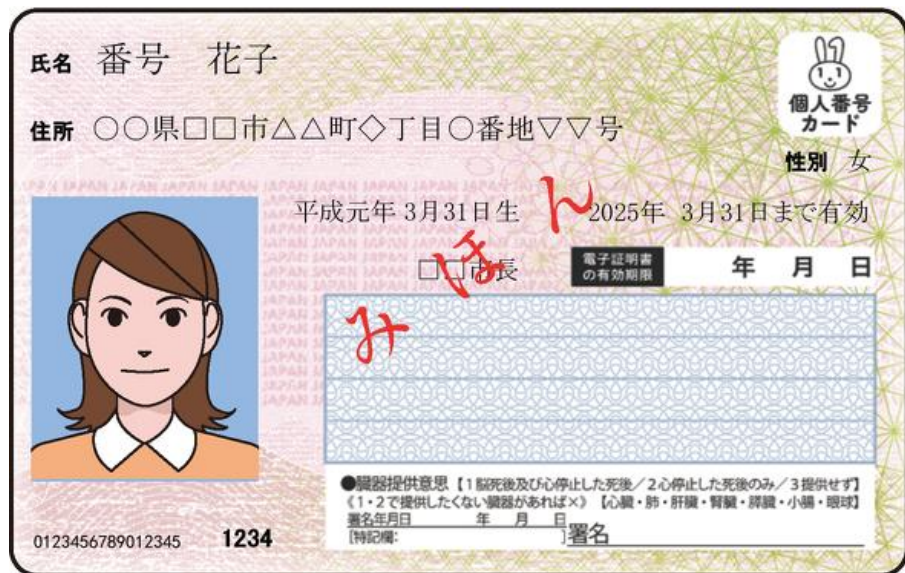 氏名 番号 花子
個人番号
カード
住所 ○○県□□市△△町◇丁目○番地▽▽号
性別 女
JAPAN JAPAN JAPAN JAPAN JAPAN JAPAN JAPAN
平成元年 3月31日生 2025年 3月31日まで有効
みほん
□□市長
電子証明書
の有効期限
年 月 日
●臓器提供意思【1 脳死後及び心停止した死後/2 心停止した死後のみ/3 提供せず】
《1・2で提供したくない臓器があれば×》【心臓・肺・肝臓・腎臓・膵臓・小腸・眼球】
署名年月日 年 月 日
[特記欄: ]署名
0123456789012345 1234